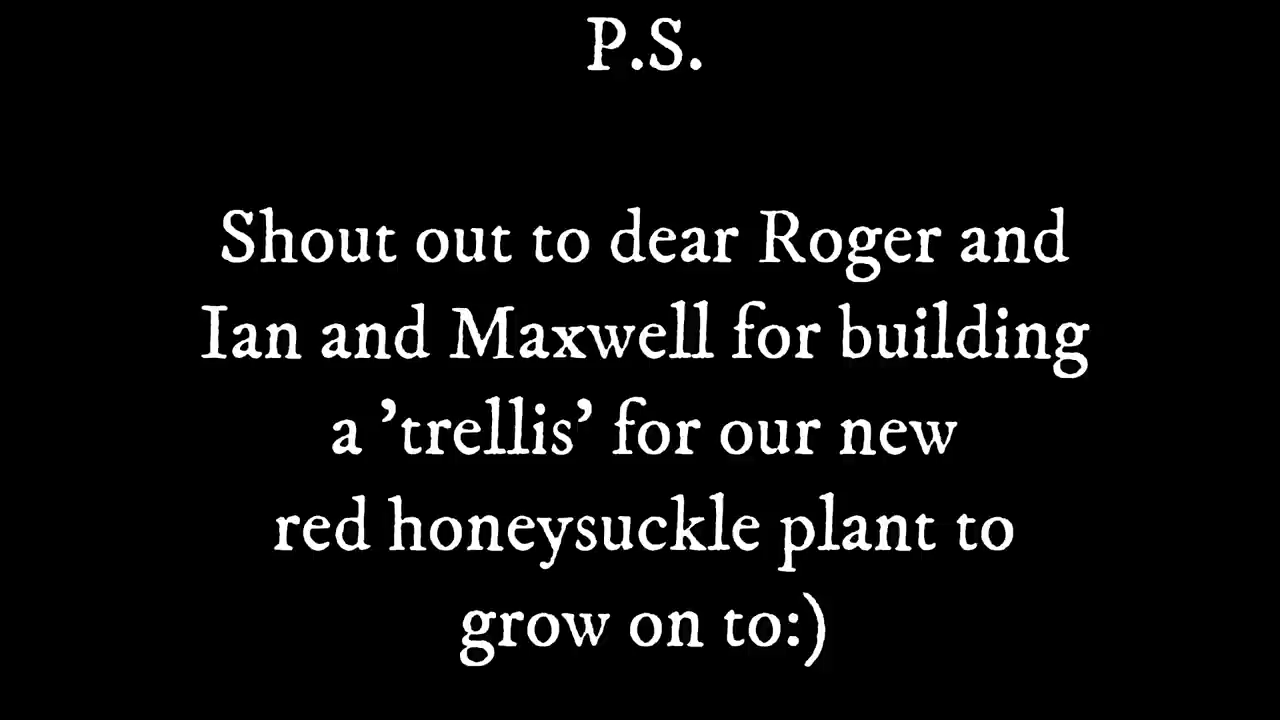 P.S.
Shout out to dear Roger and
Ian and Maxwell for building
a ’trellis’ for our new
red honeysuckle plant to
grow on to:)